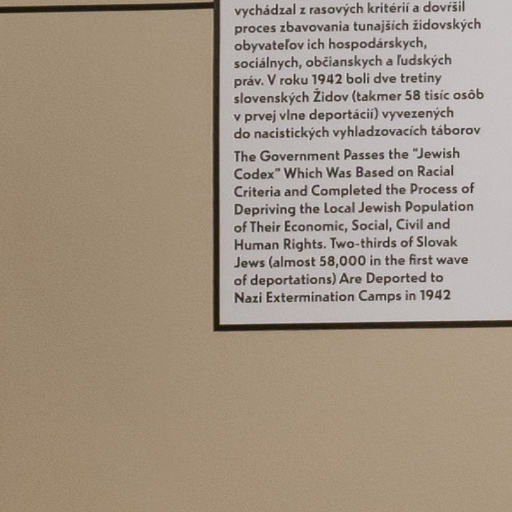 vychádzal z rasových kritérií a dovŕšil
proces zbavovania tunajších židovských
obyvateľov ich hospodárskych,
sociálnych, občianskych a ľudských
práv. V roku 1942 boli dve tretiny
slovenských Židov (takmer 58 tisíc osôb
v prvej vlne deportácií) vyvezených
do nacistických vyhladzovacích táborov
The Government Passes the "Jewish
Codex" Which Was Based on Racial
Criteria and Completed the Process of
Depriving the Local Jewish Population
of Their Economic, Social, Civil and
Human Rights. Two-thirds of Slovak
Jews (almost 58,000 in the first wave
of deportations) Are Deported to
Nazi Extermination Camps in 1942